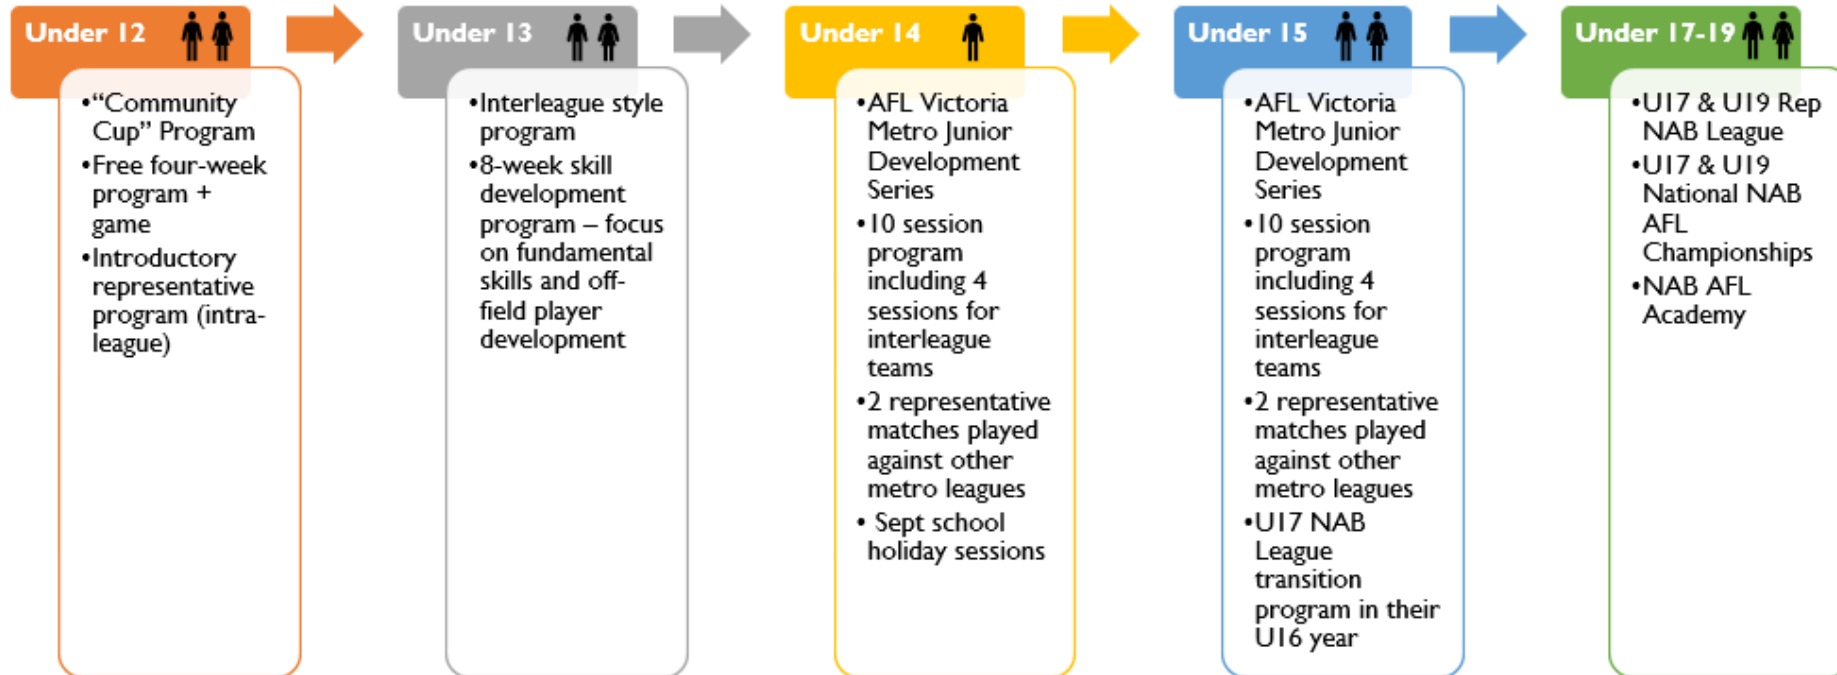 Under 12
•“Community
Cup” Program
•Free four-week
program +
game
•Introductory
representative
program (intra-
league)
Under 13
•Interleague style
program
•8-week skill
development
program – focus
on fundamental
skills and off-
field player
development
Under 14
•AFL Victoria
Metro Junior
Development
Series
•10 session
program
including 4
sessions for
interleague
teams
•2 representative
matches played
against other
metro leagues
• Sept school
holiday sessions
Under 15
•AFL Victoria
Metro Junior
Development
Series
•10 session
program
including 4
sessions for
interleague
teams
•2 representative
matches played
against other
metro leagues
•U17 NAB
League
transition
program in their
U16 year
Under 17-19
•U17 & U19 Rep
NAB League
•U17 & U19
National NAB
AFL
Championships
•NAB AFL
Academy